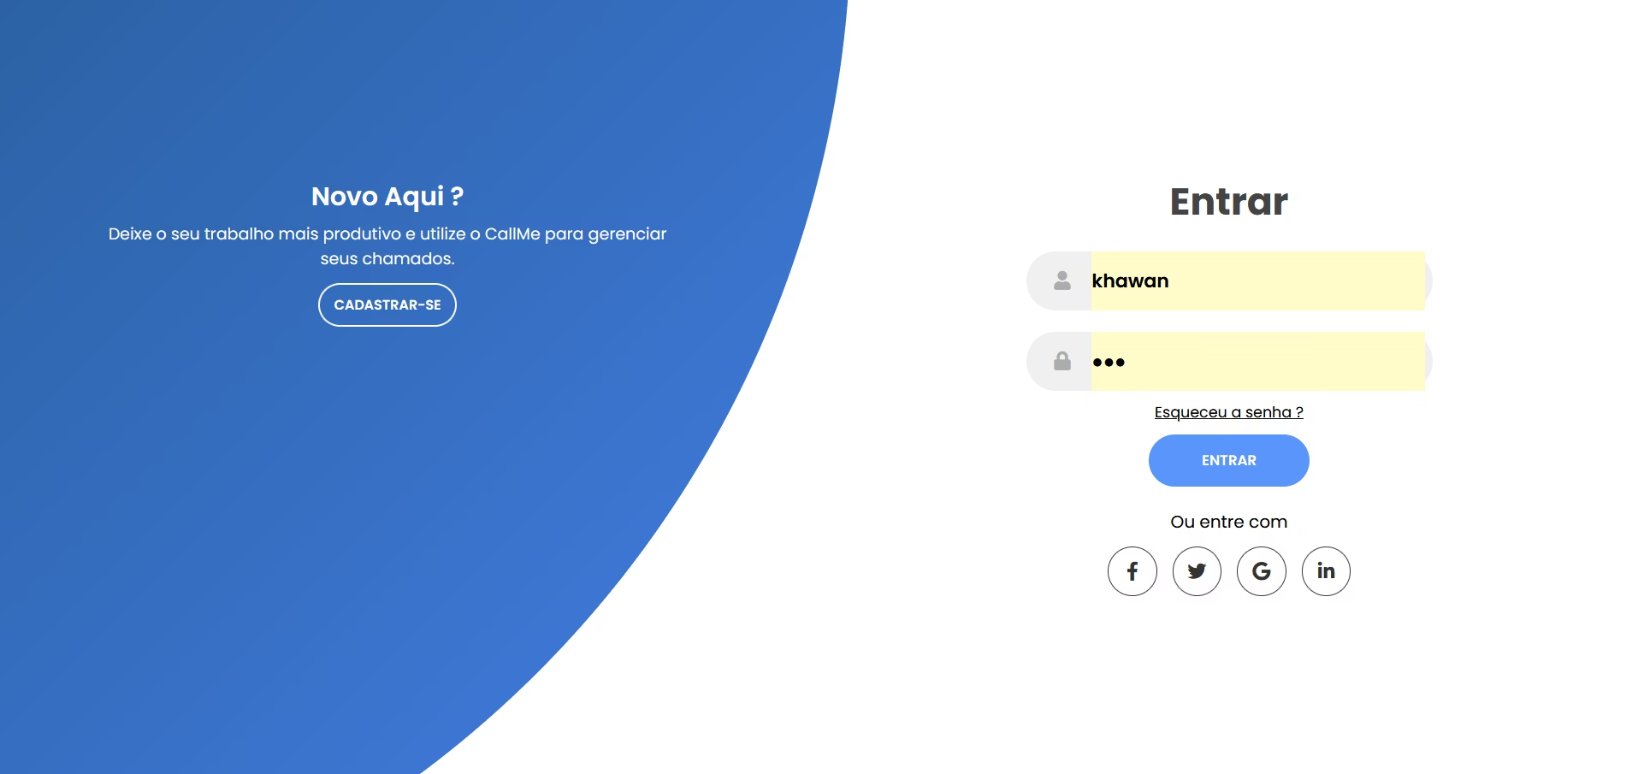 Novo Aqui ?
Deixe o seu trabalho mais produtivo e utilize o CallMe para gerenciar
seus chamados.
CADASTRAR-SE
Entrar
khawan
•••
Esqueceu a senha ?
ENTRAR
Ou entre com